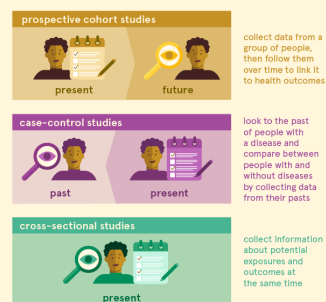 prospective cohort studies
present
future
collect data from a
group of people,
then follow them
over time to link it
to health outcomes
case-control studies
past
present
look to the past
of people with
a disease and
compare between
people with and
without diseases
by collecting data
from their pasts
cross-sectional studies
present
collect information
about potential
exposures and
outcomes at
the same time